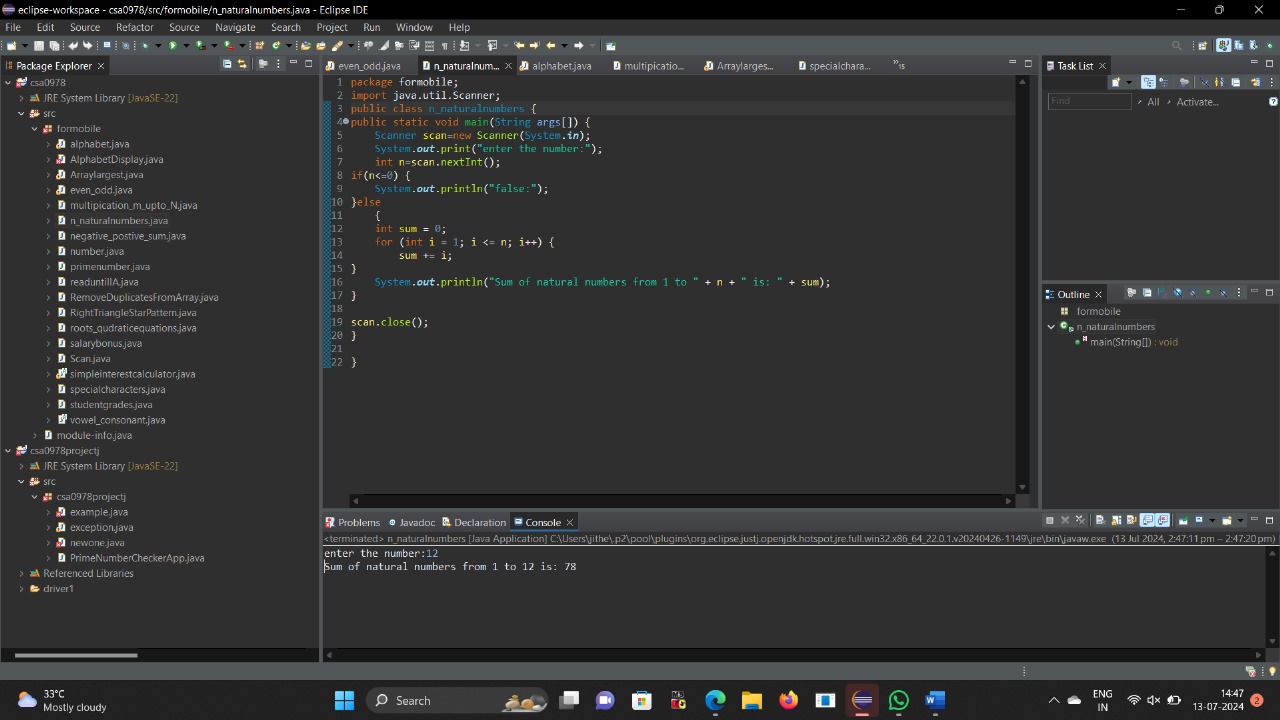 eclipse-workspace - csa0978/src/formobile/n_naturalnumbers.java - Eclipse IDE
File Edit Source Refactor Source Navigate Search Project Run Window Help
Package Explorer
csa0978
JRE System Library [JavaSE-22]
src
formobile
alphabet.java
AlphabetDisplay.java
Arraylargest.java
even_odd.java
multipication_m_upto_N.java
n_naturalnumbers.java
negative_postive_sum.java
number.java
primenumber.java
readuntillA.java
RemoveDuplicatesFromArray.java
RightTriangleStarPattern.java
roots_qudraticequations.java
salarybonus.java
Scan.java
simpleinterestcalculator.java
specialcharacters.java
studentgrades.java
vowel_consonant.java
module-info.java
csa0978projectj
JRE System Library [JavaSE-22]
src
csa0978projectj
example.java
exception.java
newone.java
PrimeNumberCheckerApp.java
Referenced Libraries
driver1
even_odd.java n_naturalnum... alphabet.java multipicatio... Arraylarges... specialchara... »15
1 package formobile;
2 import java.util.Scanner;
3 public class n_naturalnumbers {
4 public static void main(String args[]) {
5 Scanner scan=new Scanner(System.in);
6 System.out.print("enter the number:");
7 int n=scan.nextInt();
8 if(n<=0) {
9 System.out.println("false:");
10 }else
11 {
12 int sum = 0;
13 for (int i = 1; i <= n; i++) {
14 sum += i;
15 }
16 System.out.println("Sum of natural numbers from 1 to " + n + " is: " + sum);
17 }
18
19 scan.close();
20 }
21
22 }
Task List
Find All Activate...
Outline
formobile
n_naturalnumbers
main(String[]) : void
Problems Javadoc Declaration Console
<terminated> n_naturalnumbers [Java Application] C:\Users\jithe\.p2\pool\plugins\org.eclipse.justj.openjdk.hotspot.jre.full.win32.x86_64_22.0.1.v20240426-1149\jre\bin\javaw.exe (13 Jul 2024, 2:47:11 pm – 2:47:20 pm)
enter the number:12
Sum of natural numbers from 1 to 12 is: 78
33°C
Mostly cloudy
Search
ENG
IN
14:47
13-07-2024
2